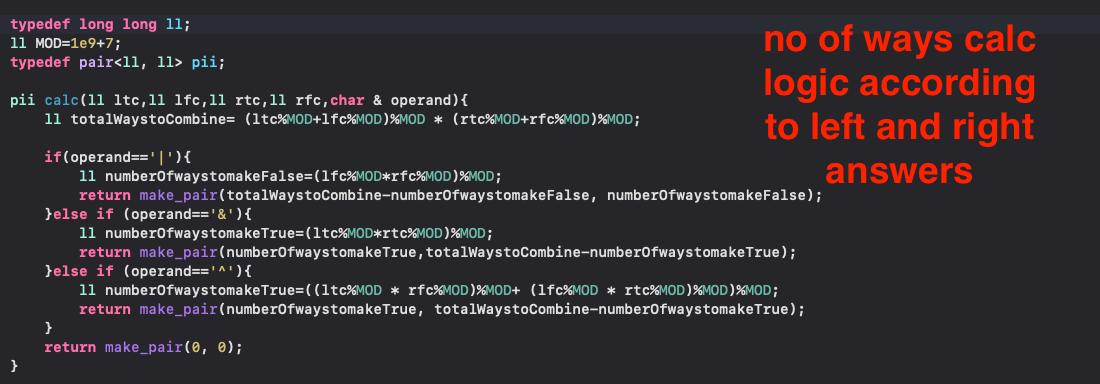 typedef long long ll;
ll MOD=1e9+7;
typedef pair<ll, ll> pii;
pii calc(ll ltc,ll lfc,ll rtc,ll rfc,char & operand){
    ll totalWaystoCombine= (ltc%MOD+lfc%MOD)%MOD * (rtc%MOD+rfc%MOD)%MOD;
    if(operand=='|'){
        ll numberOfwaystomakeFalse=(lfc%MOD*rfc%MOD)%MOD;
        return make_pair(totalWaystoCombine-numberOfwaystomakeFalse, numberOfwaystomakeFalse);
    }else if (operand=='&'){
        ll numberOfwaystomakeTrue=(ltc%MOD*rtc%MOD)%MOD;
        return make_pair(numberOfwaystomakeTrue,totalWaystoCombine-numberOfwaystomakeTrue);
    }else if (operand=='^'){
        ll numberOfwaystomakeTrue=((ltc%MOD * rfc%MOD)%MOD+ (lfc%MOD * rtc%MOD)%MOD)%MOD;
        return make_pair(numberOfwaystomakeTrue, totalWaystoCombine-numberOfwaystomakeTrue);
    }
    return make_pair(0, 0);
}
no of ways calc
logic according
to left and right
answers